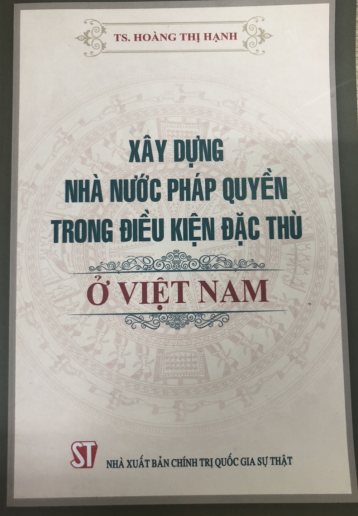 TS. HOÀNG THỊ HẠNH
XÂY DỰNG
NHÀ NƯỚC PHÁP QUYỀN
TRONG ĐIỀU KIỆN ĐẶC THÙ
Ở VIỆT NAM
ST NHÀ XUẤT BẢN CHÍNH TRỊ QUỐC GIA SỰ THẬT